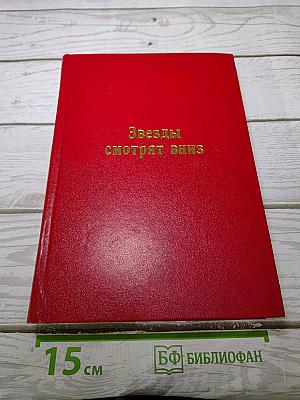 Звезды
смотрят вниз
15 см
БФ БИБЛИОФАН